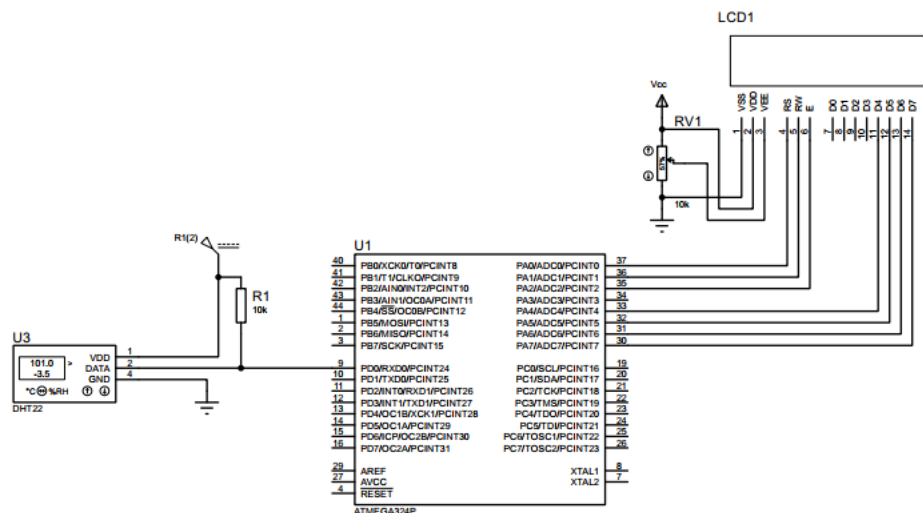 LCD1
VSS
VDD
VEE
RS
RW
E
D0
D1
D2
D3
D4
D5
D6
D7
1
2
3
4
5
6
7
8
9
10
11
12
13
14
Vcc
RV1
57%
10k
R1(2)
R1
10k
U3
101.0
-3.5
>
°C %RH
VDD 1
DATA 2
GND 4
DHT22
U1
40 PB0/XCK0/T0/PCINT8 PA0/ADC0/PCINT0 37
41 PB1/T1/CLKO/PCINT9 PA1/ADC1/PCINT1 36
42 PB2/AIN0/INT2/PCINT10 PA2/ADC2/PCINT2 35
43 PB3/AIN1/OC0A/PCINT11 PA3/ADC3/PCINT3 34
44 PB4/SS/OC0B/PCINT12 PA4/ADC4/PCINT4 33
1 PB5/MOSI/PCINT13 PA5/ADC5/PCINT5 32
2 PB6/MISO/PCINT14 PA6/ADC6/PCINT6 31
3 PB7/SCK/PCINT15 PA7/ADC7/PCINT7 30
9 PD0/RXD0/PCINT24 PC0/SCL/PCINT16 19
10 PD1/TXD0/PCINT25 PC1/SDA/PCINT17 20
11 PD2/INT0/RXD1/PCINT26 PC2/TCK/PCINT18 21
12 PD3/INT1/TXD1/PCINT27 PC3/TMS/PCINT19 22
13 PD4/OC1B/XCK1/PCINT28 PC4/TDO/PCINT20 23
14 PD5/OC1A/PCINT29 PC5/TDI/PCINT21 24
15 PD6/ICP/OC2B/PCINT30 PC6/TOSC1/PCINT22 25
16 PD7/OC2A/PCINT31 PC7/TOSC2/PCINT23 26
29 AREF XTAL1 8
27 AVCC XTAL2 7
4 RESET
ATMEGA324P